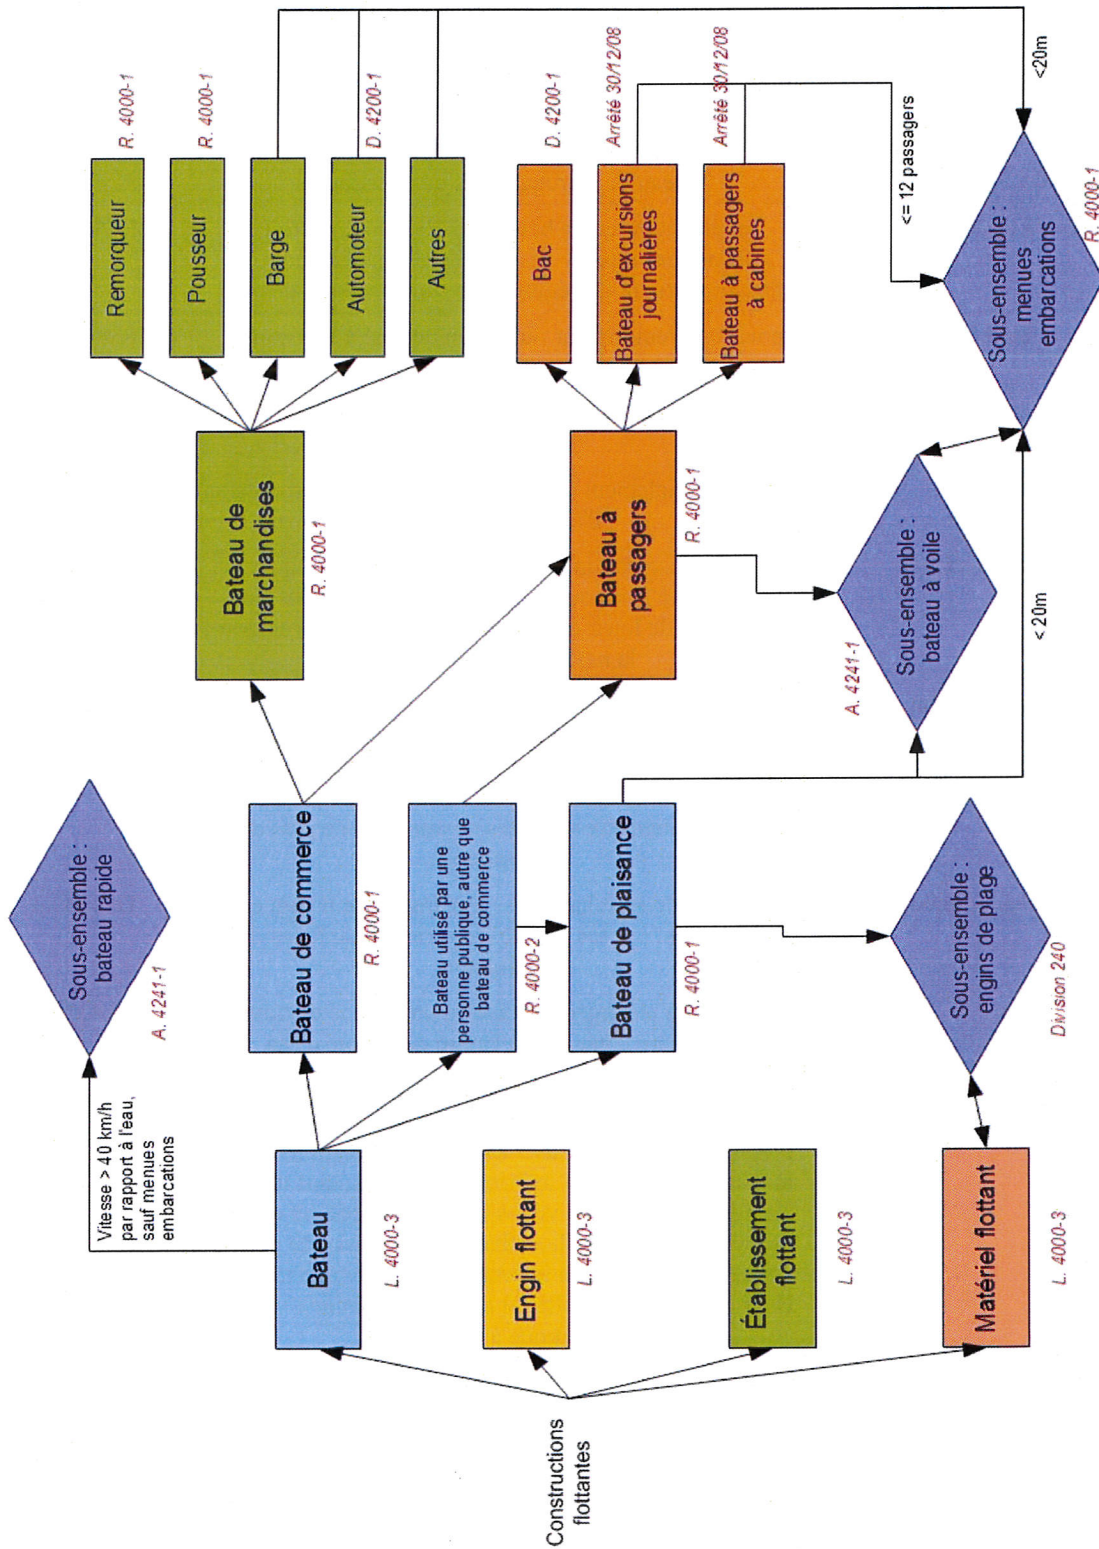 Constructions
flottantes
Bateau
L. 4000-3
Engin flottant
L. 4000-3
Établissement
flottant
L. 4000-3
Matériel flottant
L. 4000-3
Vitesse > 40 km/h
par rapport à l'eau,
sauf menues
embarcations
Sous-ensemble :
bateau rapide
A. 4241-1
Bateau de commerce
R. 4000-1
Bateau utilisé par une
personne publique, autre que
bateau de commerce
R. 4000-2
Bateau de plaisance
R. 4000-1
Sous-ensemble :
engins de plage
Division 240
Bateau de
marchandises
R. 4000-1
Bateau à
passagers
R. 4000-1
Sous-ensemble :
bateau à voile
A. 4241-1
< 20m
Remorqueur
R. 4000-1
Pousseur
R. 4000-1
Barge
Automoteur
D. 4200-1
Autres
Bac
D. 4200-1
Bateau d'excursions
journalières
Arrêté 30/12/08
Bateau à passagers
à cabines
Arrêté 30/12/08
<= 12 passagers
Sous-ensemble :
menues
embarcations
R. 4000-1
<20m